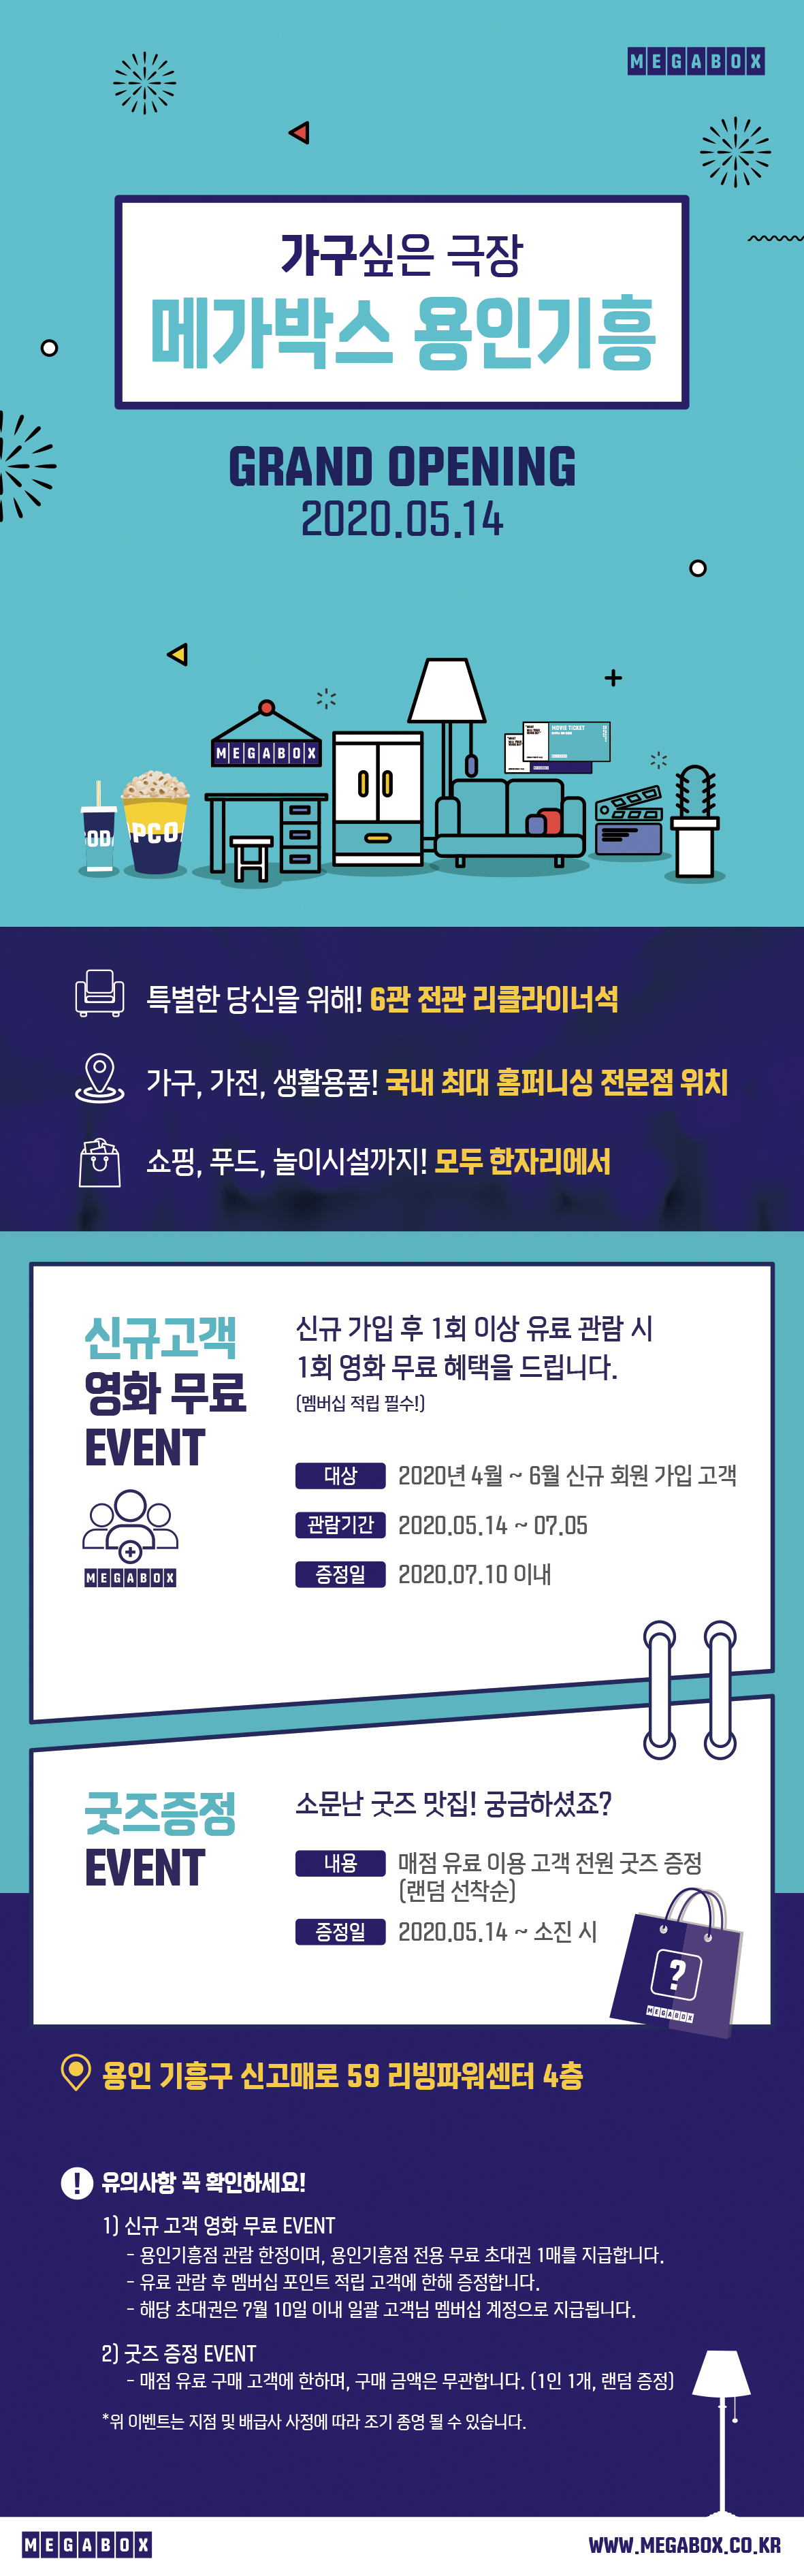 MEGABOX
가구싶은 극장
메가박스 용인기흥
GRAND OPENING
2020.05.14
MEGABOX
MOVIE TICKET
특별한 당신을 위해! 6관 전관 리클라이너석
가구, 가전, 생활용품! 국내 최대 홈퍼니싱 전문점 위치
쇼핑, 푸드, 놀이시설까지! 모두 한자리에서
신규고객
영화 무료
EVENT
MEGABOX
신규 가입 후 1회 이상 유료 관람 시
1회 영화 무료 혜택을 드립니다.
(멤버십 적립 필수!)
대상 2020년 4월 ~ 6월 신규 회원 가입 고객
관람기간 2020.05.14 ~ 07.05
증정일 2020.07.10 이내
굿즈증정
EVENT
소문난 굿즈 맛집! 궁금하셨죠?
내용 매점 유료 이용 고객 전원 굿즈 증정
(랜덤 선착순)
증정일 2020.05.14 ~ 소진 시
?
MEGABOX
용인 기흥구 신고매로 59 리빙파워센터 4층
! 유의사항 꼭 확인하세요!
1) 신규 고객 영화 무료 EVENT
- 용인기흥점 관람 한정이며, 용인기흥점 전용 무료 초대권 1매를 지급합니다.
- 유료 관람 후 멤버십 포인트 적립 고객에 한해 증정합니다.
- 해당 초대권은 7월 10일 이내 일괄 고객님 멤버십 계정으로 지급됩니다.
2) 굿즈 증정 EVENT
- 매점 유료 구매 고객에 한하며, 구매 금액은 무관합니다. (1인 1개, 랜덤 증정)
*위 이벤트는 지점 및 배급사 사정에 따라 조기 종영 될 수 있습니다.
MEGABOX
WWW.MEGABOX.CO.KR